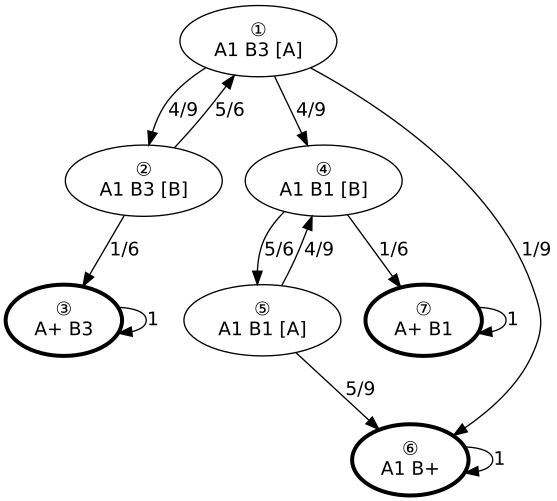 ①
A1 B3 [A]
4/9
5/6
4/9
②
A1 B3 [B]
④
A1 B1 [B]
1/6
5/6
4/9
1/6
1/9
③
A+ B3
1
⑤
A1 B1 [A]
⑦
A+ B1
1
5/9
⑥
A1 B+
1